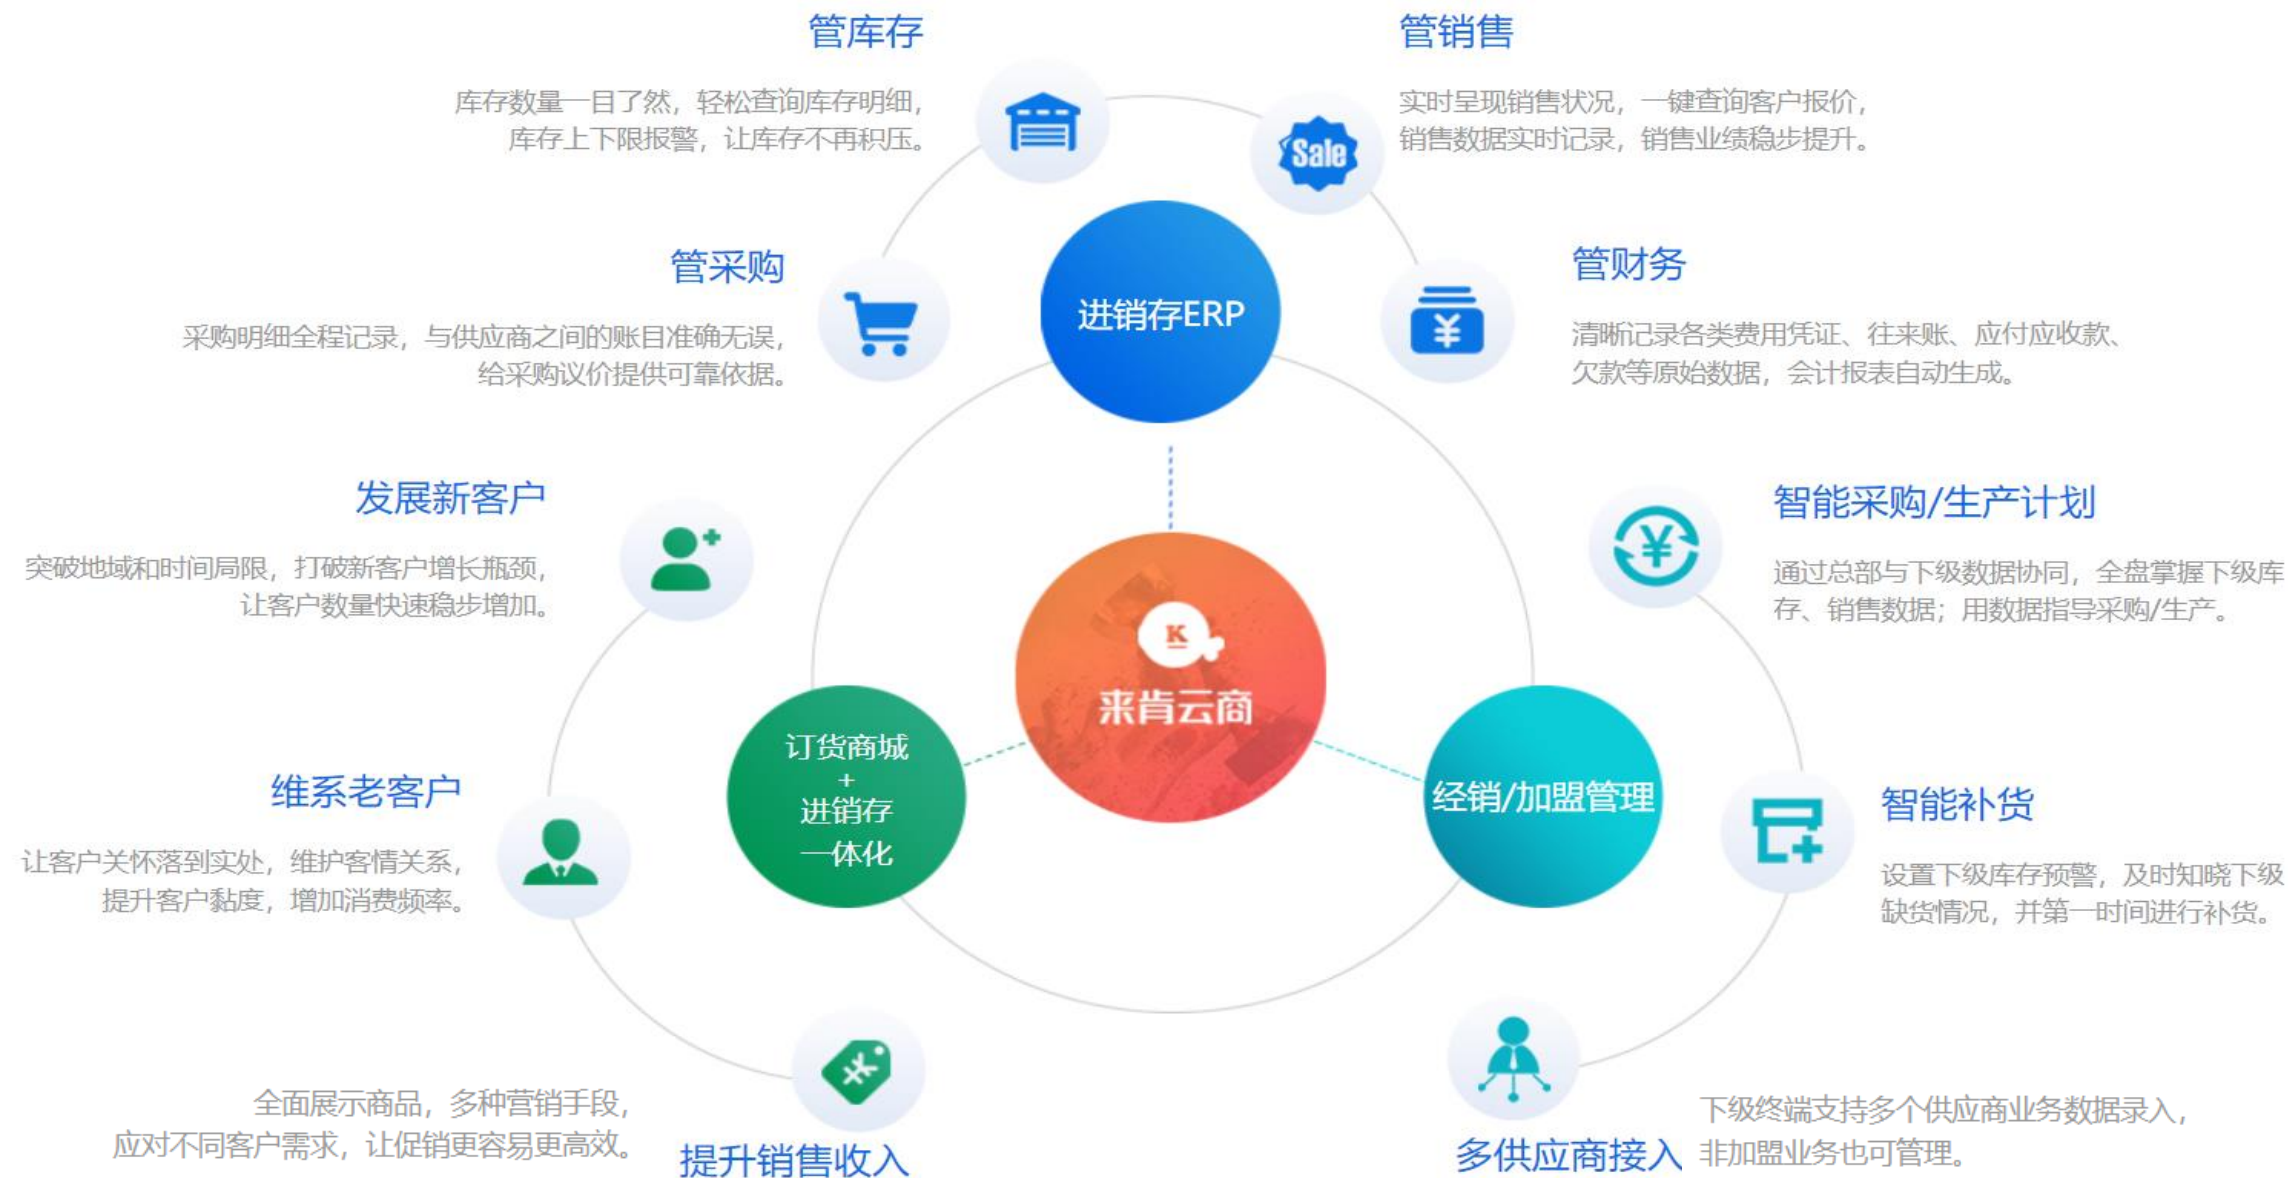 管库存
库存数量一目了然，轻松查询库存明细，
库存上下限报警，让库存不再积压。
管销售
实时呈现销售状况，一键查询客户报价，
销售数据实时记录，销售业绩稳步提升。
Sale
管采购
采购明细全程记录，与供应商之间的账目准确无误，
给采购议价提供可靠依据。
进销存ERP
管财务
清晰记录各类费用凭证、往来账、应付应收款、
欠款等原始数据，会计报表自动生成。
¥
发展新客户
突破地域和时间局限，打破新客户增长瓶颈，
让客户数量快速稳步增加。
智能采购/生产计划
通过总部与下级数据协同，全盘掌握下级库
存、销售数据；用数据指导采购/生产。
¥
K
来肯云商
订货商城
+
进销存
一体化
经销/加盟管理
维系老客户
让客户关怀落到实处，维护客情关系，
提升客户黏度，增加消费频率。
智能补货
设置下级库存预警，及时知晓下级
缺货情况，并第一时间进行补货。
全面展示商品，多种营销手段，
应对不同客户需求，让促销更容易更高效。
¥
提升销售收入
多供应商接入
下级终端支持多个供应商业务数据录入，
非加盟业务也可管理。